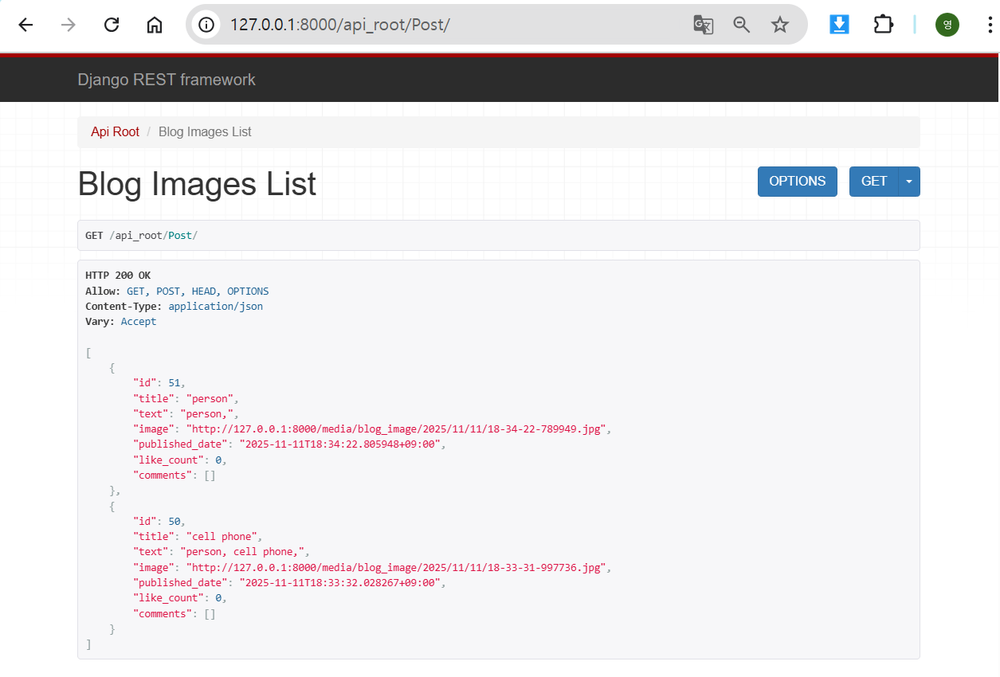 127.0.0.1:8000/api_root/Post/
영
Django REST framework
Api Root / Blog Images List
Blog Images List
OPTIONS
GET
GET /api_root/Post/
HTTP 200 OK
Allow: GET, POST, HEAD, OPTIONS
Content-Type: application/json
Vary: Accept
[
    {
        "id": 51,
        "title": "person",
        "text": "person,",
        "image": "http://127.0.0.1:8000/media/blog_image/2025/11/11/18-34-22-789949.jpg",
        "published_date": "2025-11-11T18:34:22.805948+09:00",
        "like_count": 0,
        "comments": []
    },
    {
        "id": 50,
        "title": "cell phone",
        "text": "person, cell phone,",
        "image": "http://127.0.0.1:8000/media/blog_image/2025/11/11/18-33-31-997736.jpg",
        "published_date": "2025-11-11T18:33:32.028267+09:00",
        "like_count": 0,
        "comments": []
    }
]